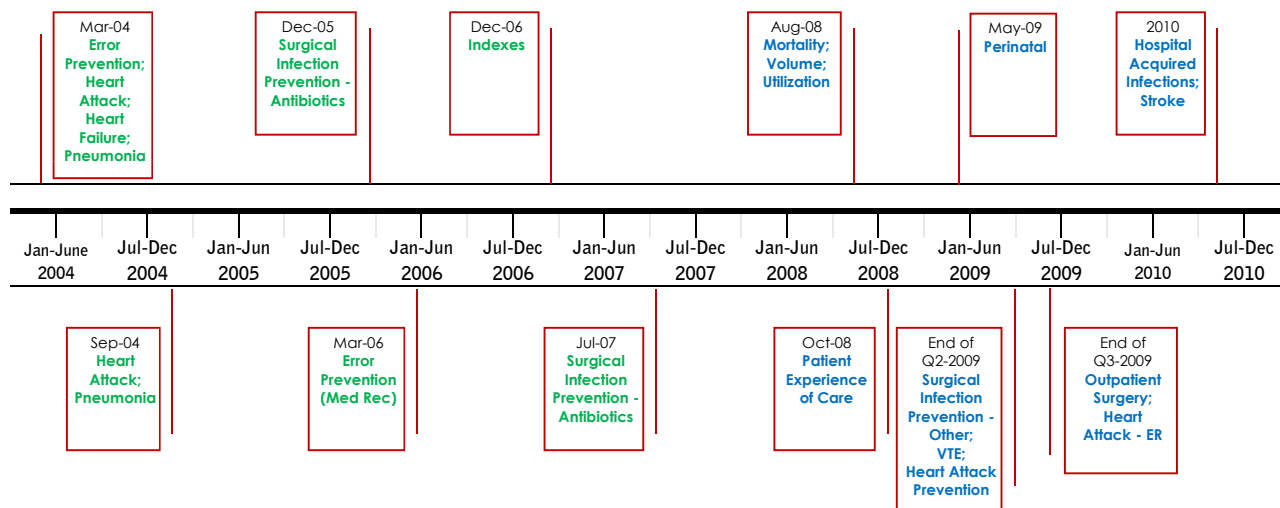 Mar-04
Error
Prevention;
Heart
Attack;
Heart
Failure;
Pneumonia
Dec-05
Surgical
Infection
Prevention -
Antibiotics
Dec-06
Indexes
Aug-08
Mortality;
Volume;
Utilization
May-09
Perinatal
2010
Hospital
Acquired
Infections;
Stroke
Jan-June
2004
Jul-Dec
2004
Jan-Jun
2005
Jul-Dec
2005
Jan-Jun
2006
Jul-Dec
2006
Jan-Jun
2007
Jul-Dec
2007
Jan-Jun
2008
Jul-Dec
2008
Jan-Jun
2009
Jul-Dec
2009
Jan-Jun
2010
Jul-Dec
2010
Sep-04
Heart
Attack;
Pneumonia
Mar-06
Error
Prevention
(Med Rec)
Jul-07
Surgical
Infection
Prevention -
Antibiotics
Oct-08
Patient
Experience
of Care
End of
Q2-2009
Surgical
Infection
Prevention -
Other;
VTE;
Heart Attack
Prevention
End of
Q3-2009
Outpatient
Surgery;
Heart
Attack - ER